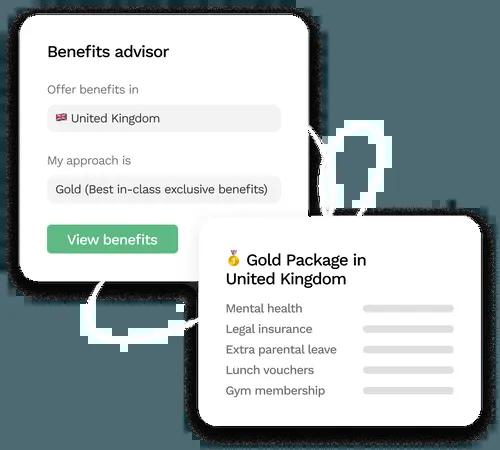 Benefits advisor
Offer benefits in
🇬🇧 United Kingdom
My approach is
Gold (Best in-class exclusive benefits)
View benefits
🏅 Gold Package in
United Kingdom
Mental health
Legal insurance
Extra parental leave
Lunch vouchers
Gym membership